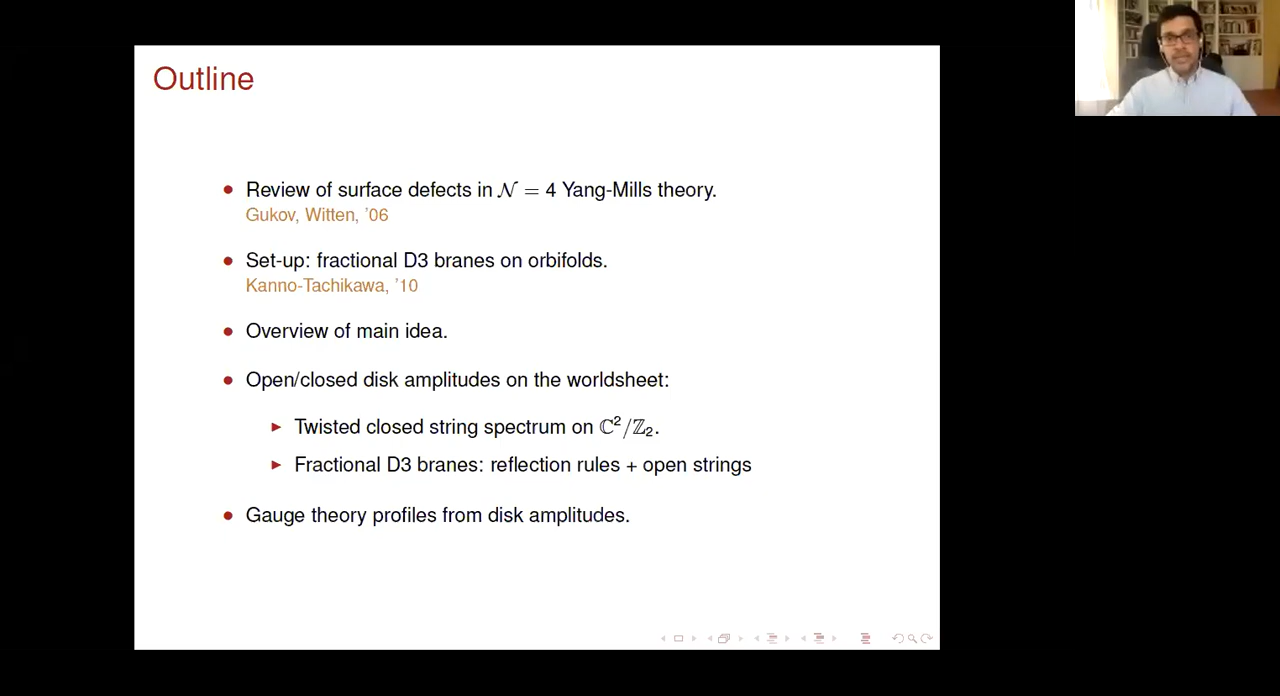 Outline
• Review of surface defects in 𝒩 = 4 Yang-Mills theory.
Gukov, Witten, ’06
• Set-up: fractional D3 branes on orbifolds.
Kanno-Tachikawa, ’10
• Overview of main idea.
• Open/closed disk amplitudes on the worldsheet:
▶ Twisted closed string spectrum on ℂ²/ℤ₂.
▶ Fractional D3 branes: reflection rules + open strings
• Gauge theory profiles from disk amplitudes.